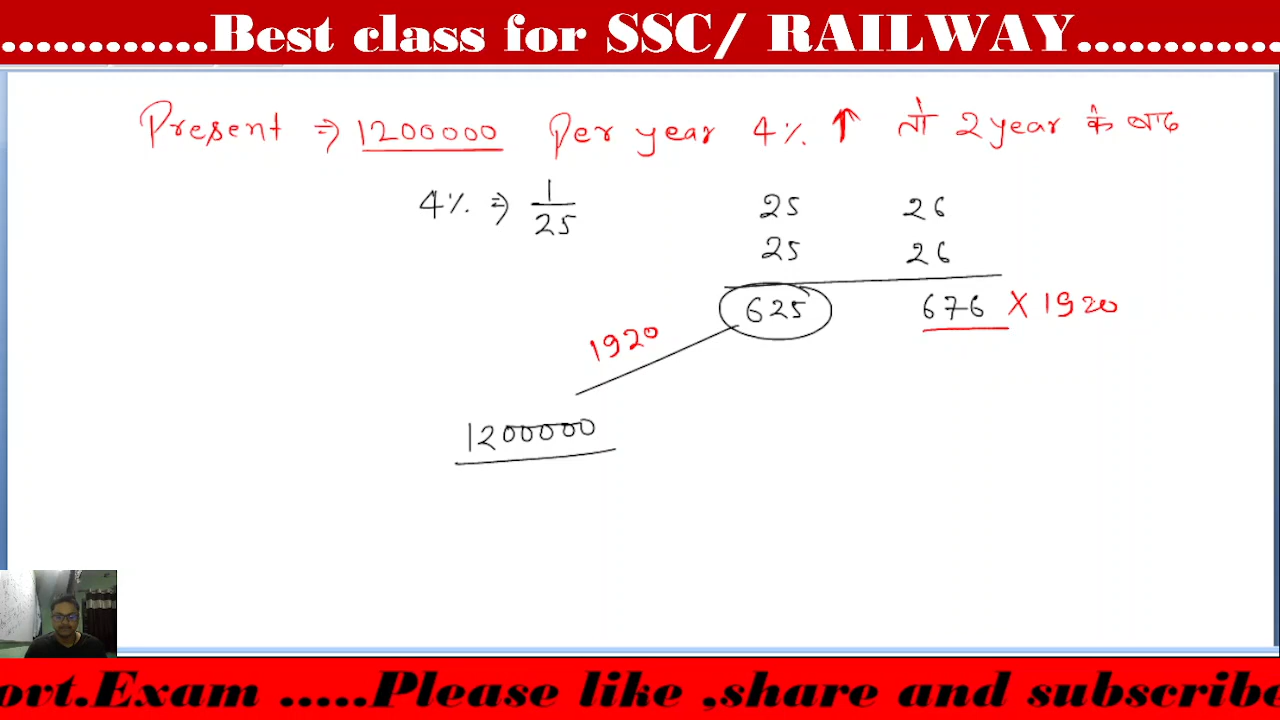 ............Best class for SSC/ RAILWAY............
Present ⇒ 1200000 Per year 4% ↑ तो 2 year के बाद
4% ⇒ 1/25
25 26
25 26
625 676 × 1920
1920
1200000
ovt.Exam .....Please like ,share and subscribe